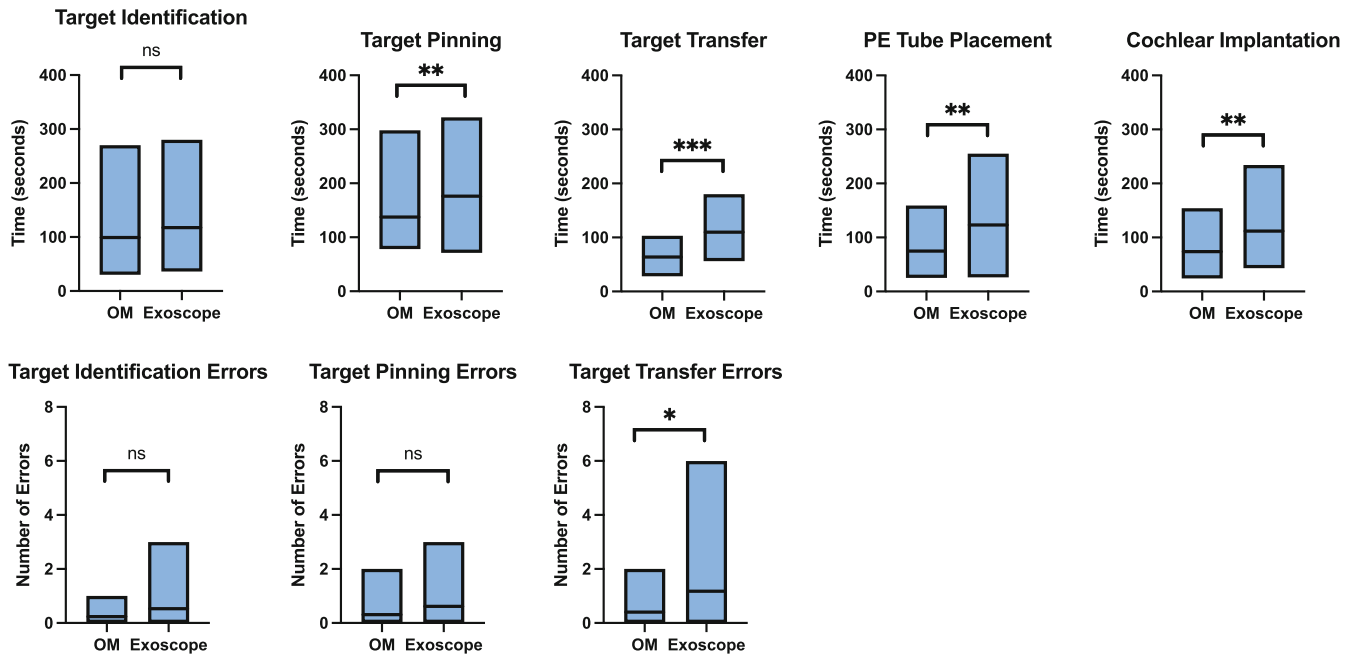 Target Identification
ns
Time (seconds)
400
300
200
100
0
OM Exoscope
Target Pinning
**
Time (seconds)
400
300
200
100
0
OM Exoscope
Target Transfer
***
Time (seconds)
400
300
200
100
0
OM Exoscope
PE Tube Placement
**
Time (seconds)
400
300
200
100
0
OM Exoscope
Cochlear Implantation
**
Time (seconds)
400
300
200
100
0
OM Exoscope
Target Identification Errors
ns
Number of Errors
8
6
4
2
0
OM Exoscope
Target Pinning Errors
ns
Number of Errors
8
6
4
2
0
OM Exoscope
Target Transfer Errors
*
Number of Errors
8
6
4
2
0
OM Exoscope